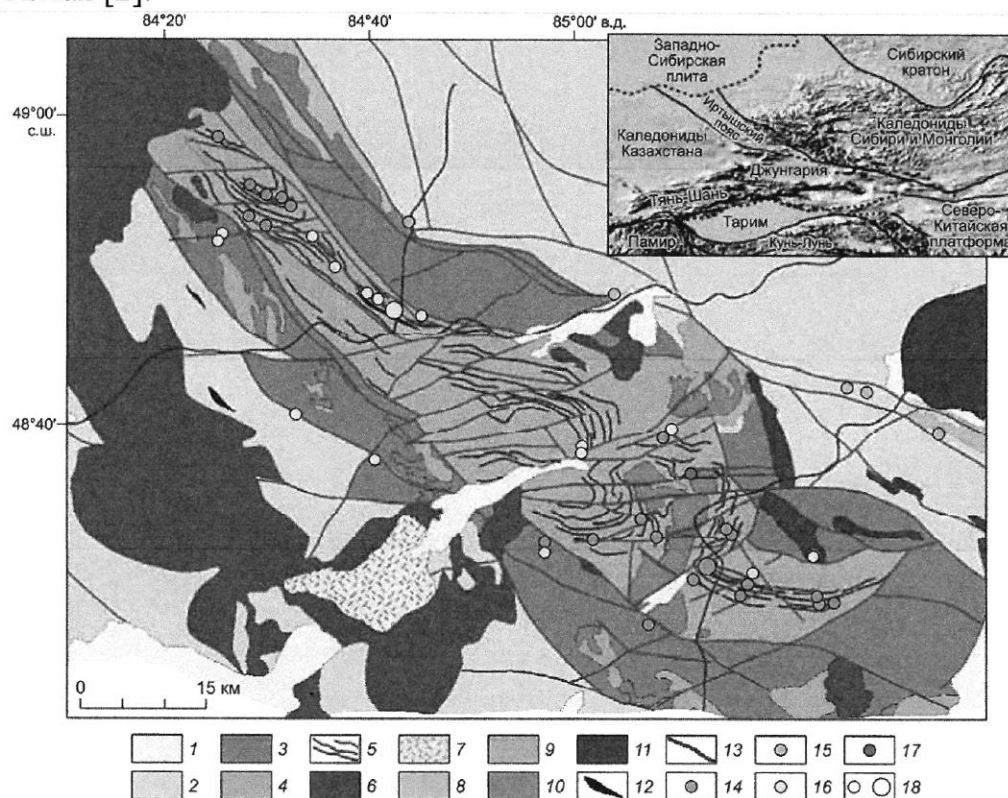 84°20'
84°40'
85°00' в.д.
49°00'
с.ш.
48°40'
Западно-
Сибирская
плита
Сибирский
кратон
Иртышский
пояс
Каледониды
Казахстана
Каледониды
Сибири и Монголии
Джунгария
Тянь-Шань
Тарим
Северо-
Китайская
платформа
Памир
Кунь-Лунь
0 15 км
1 3 5 7 9 11 13 15 17
2 4 6 8 10 12 14 16 18